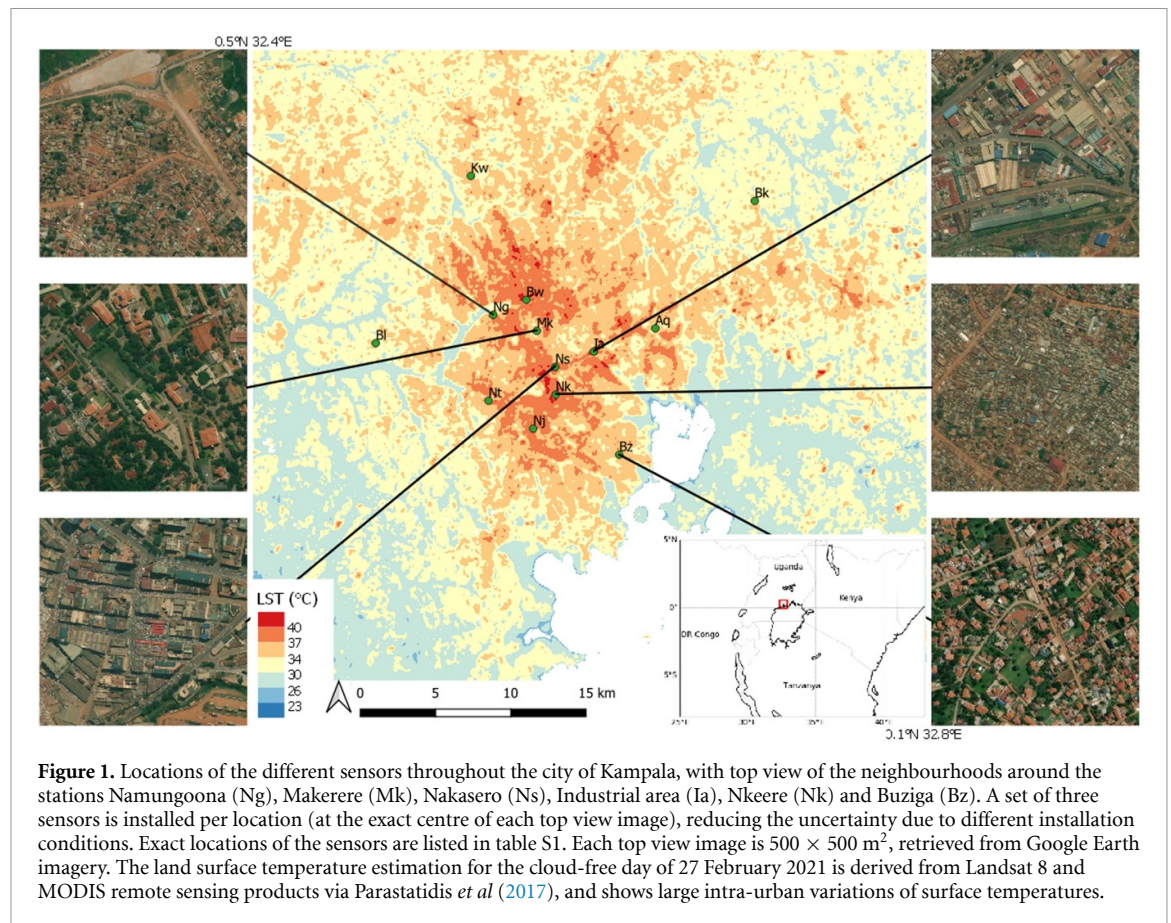 0.5°N 32.4°E
Kw
Bk
Bw
Ng
Mk
Aq
Bl
Ia
Ns
Nk
Nt
Nj
Bz
LST (°C)
40
37
34
30
26
23
0 5 10 15 km
5°N
Uganda
Kenya
0°
DR Congo
5°S
Tanzanya
25°E 30°E 35°E 40°E
0.1°N 32.8°E
Figure 1. Locations of the different sensors throughout the city of Kampala, with top view of the neighbourhoods around the
stations Namungoona (Ng), Makerere (Mk), Nakasero (Ns), Industrial area (Ia), Nkeere (Nk) and Buziga (Bz). A set of three
sensors is installed per location (at the exact centre of each top view image), reducing the uncertainty due to different installation
conditions. Exact locations of the sensors are listed in table S1. Each top view image is 500 × 500 m², retrieved from Google Earth
imagery. The land surface temperature estimation for the cloud-free day of 27 February 2021 is derived from Landsat 8 and
MODIS remote sensing products via Parastatidis et al (2017), and shows large intra-urban variations of surface temperatures.